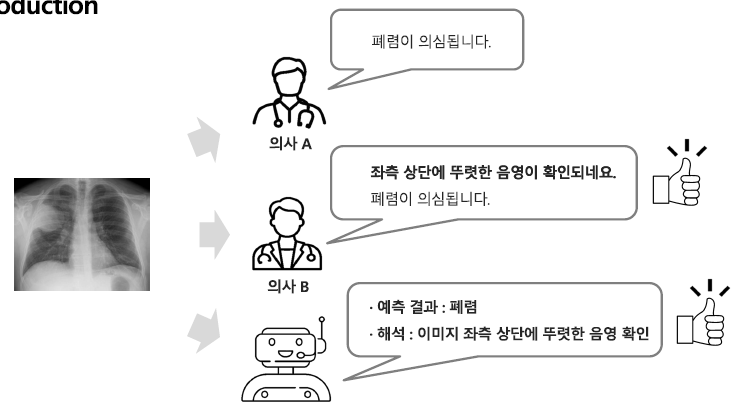 oduction
폐렴이 의심됩니다.
의사 A
좌측 상단에 뚜렷한 음영이 확인되네요.
폐렴이 의심됩니다.
의사 B
· 예측 결과 : 폐렴
· 해석 : 이미지 좌측 상단에 뚜렷한 음영 확인